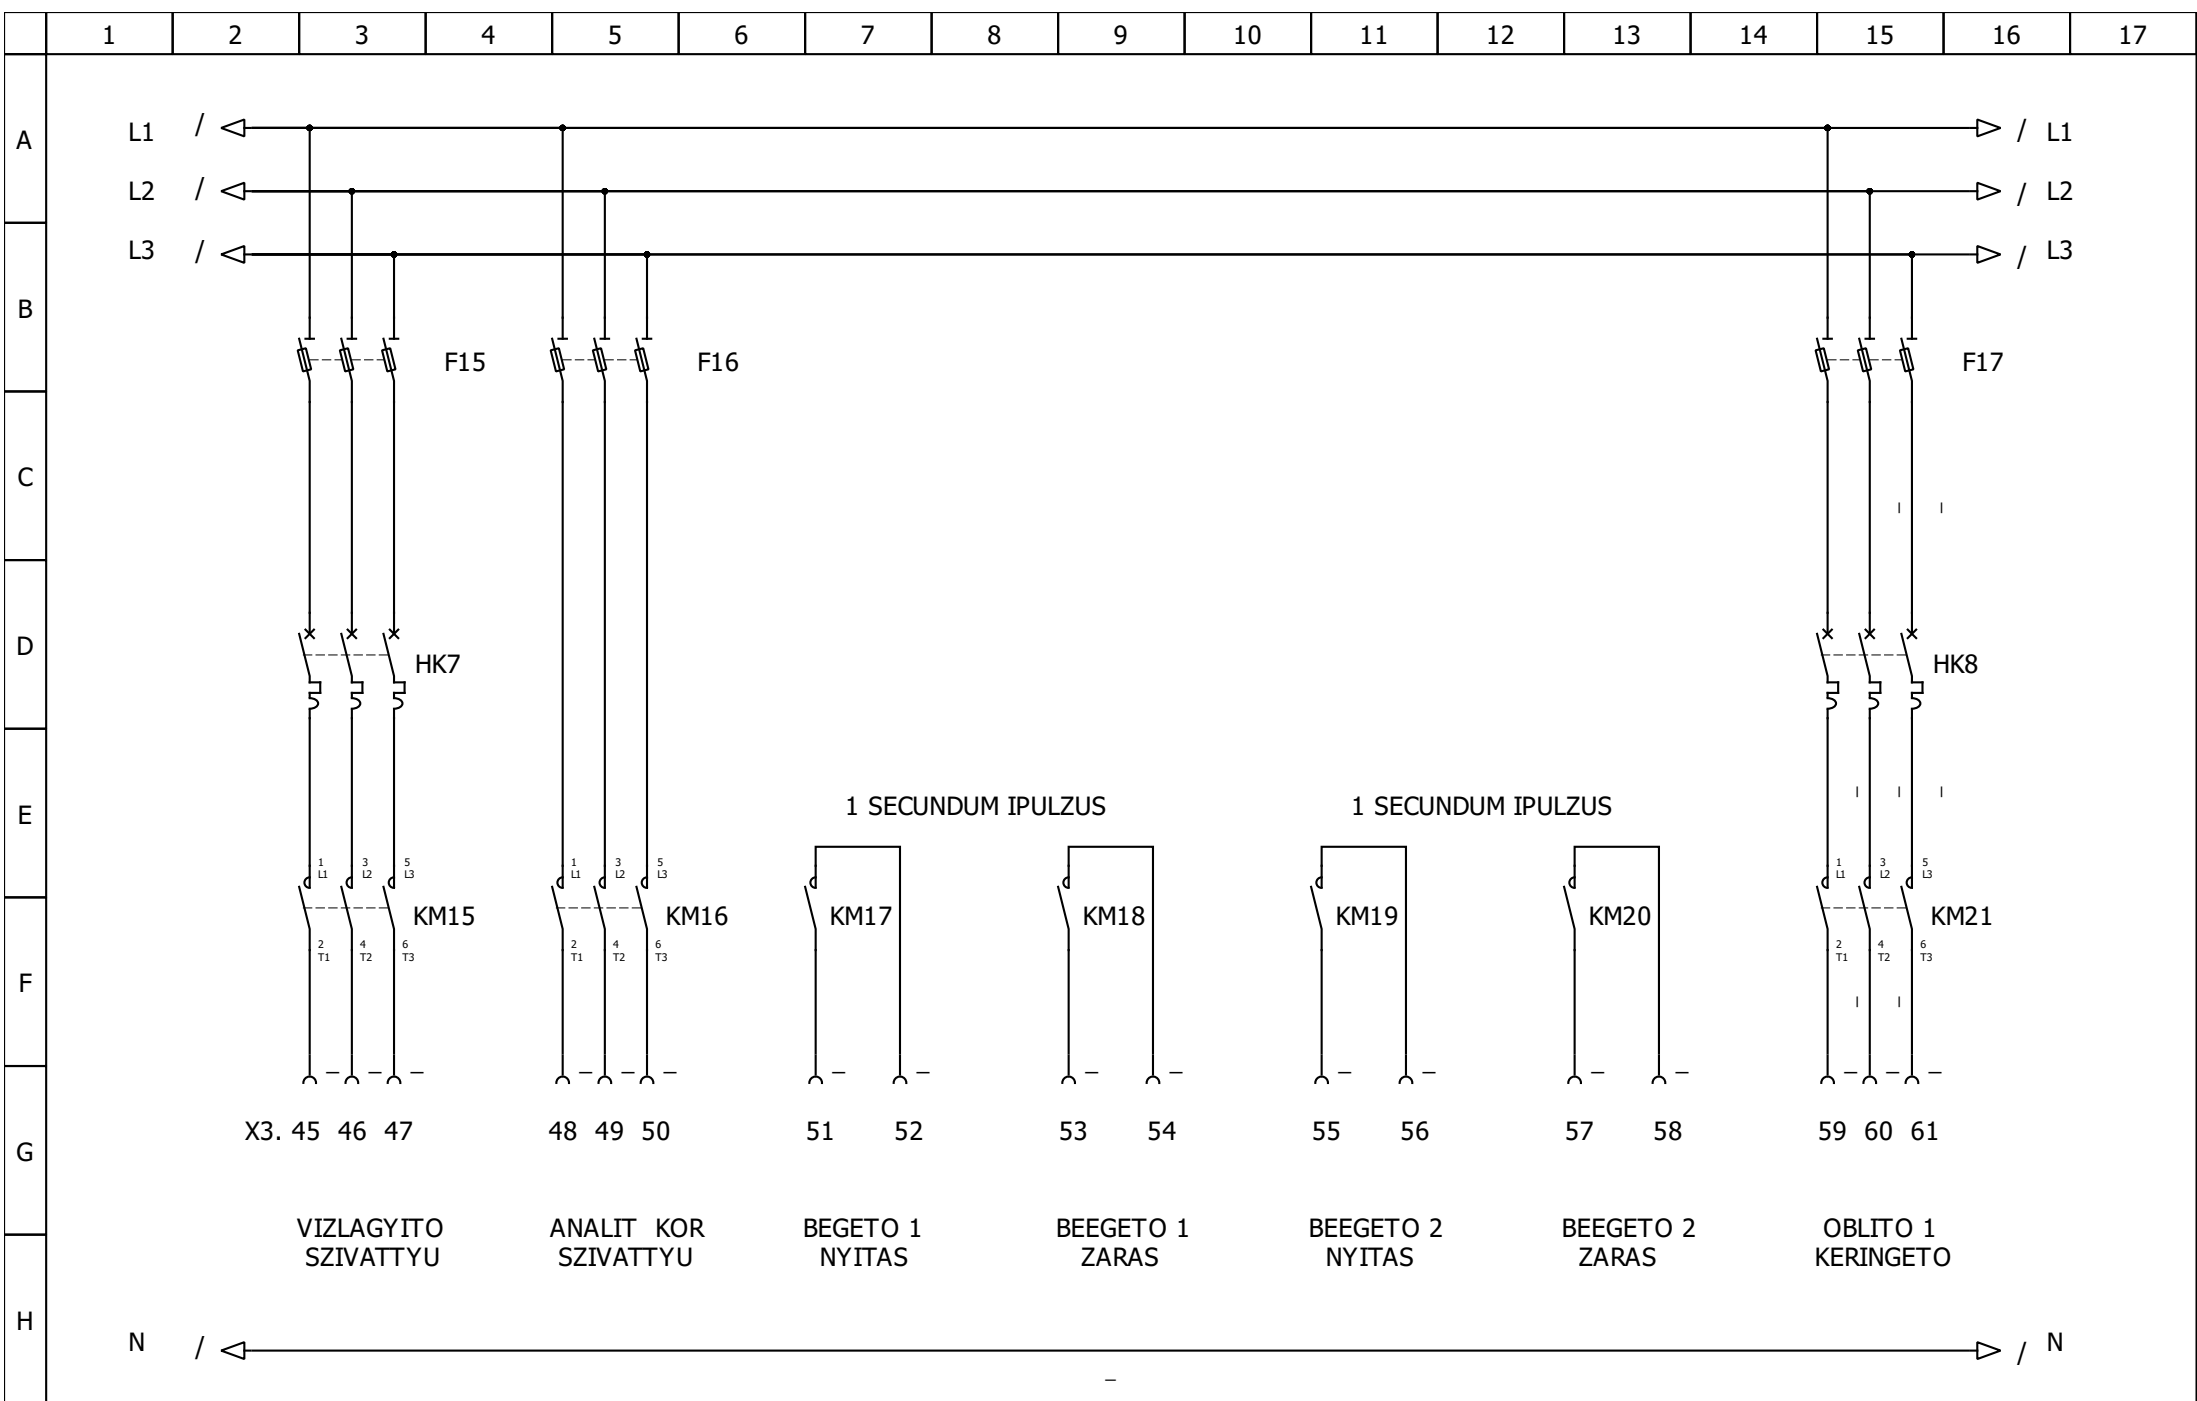 1 2 3 4 5 6 7 8 9 10 11 12 13 14 15 16 17
A
L1 / / L1
L2 / / L2
L3 / / L3
B
F15 F16 F17
C
D
HK7 HK8
E
1 SECUNDUM IPULZUS 1 SECUNDUM IPULZUS
1 3 5 1 3 5 1 3 5
L1 L2 L3 L1 L2 L3 L1 L2 L3
KM15 KM16 KM17 KM18 KM19 KM20 KM21
2 4 6 2 4 6 2 4 6
T1 T2 T3 T1 T2 T3 T1 T2 T3
F
X3. 45 46 47 48 49 50 51 52 53 54 55 56 57 58 59 60 61
G
VIZLAGYITO ANALIT KOR BEGETO 1 BEEGETO 1 BEEGETO 2 BEEGETO 2 OBLITO 1
SZIVATTYU SZIVATTYU NYITAS ZARAS NYITAS ZARAS KERINGETO
H
N / / N